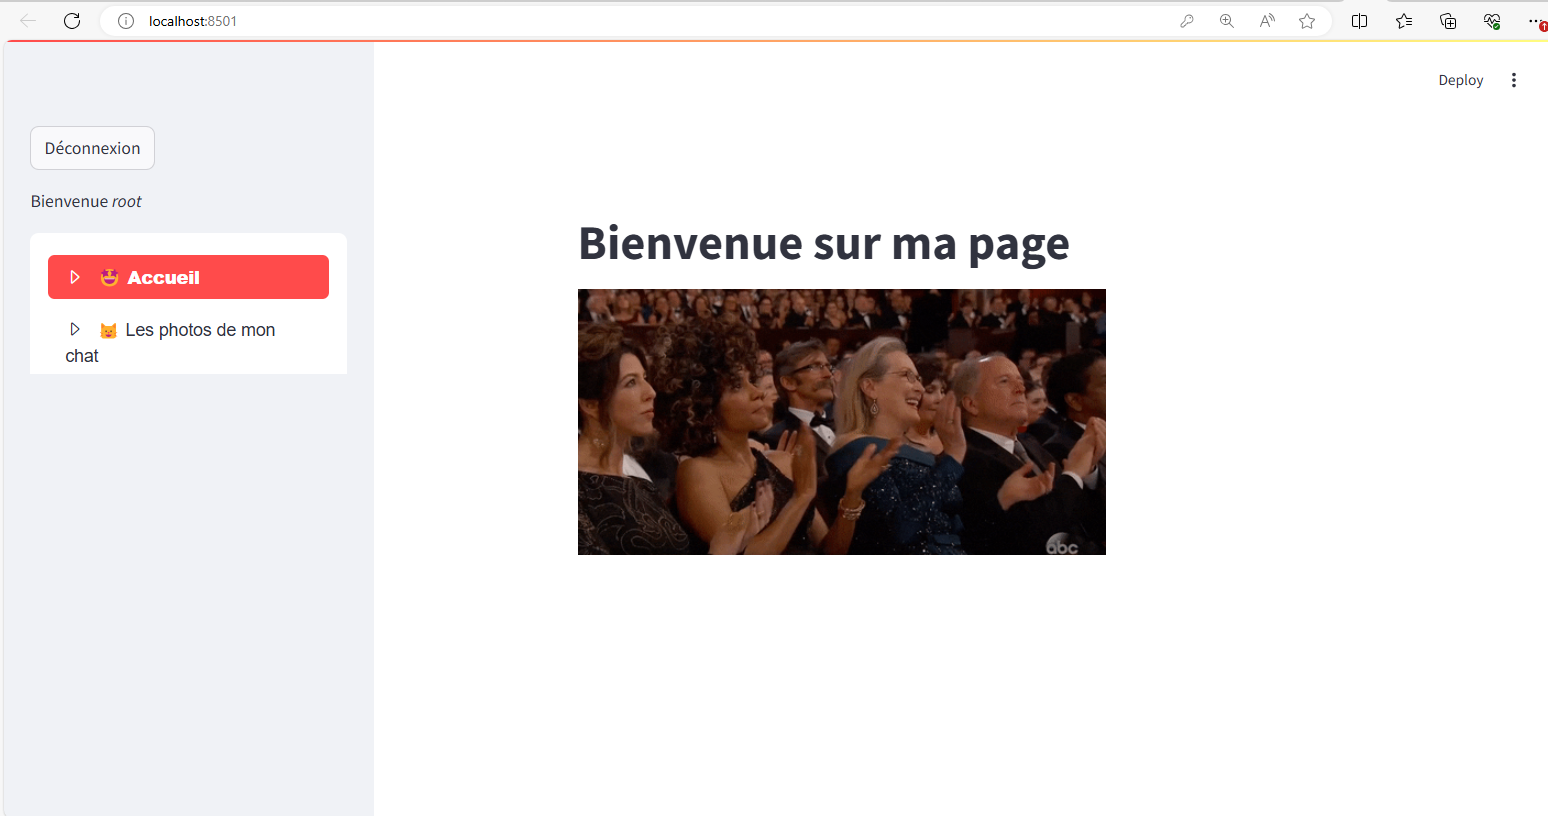 localhost:8501
Deploy
Déconnexion
Bienvenue root
Accueil
Les photos de mon
chat
Bienvenue sur ma page
abc